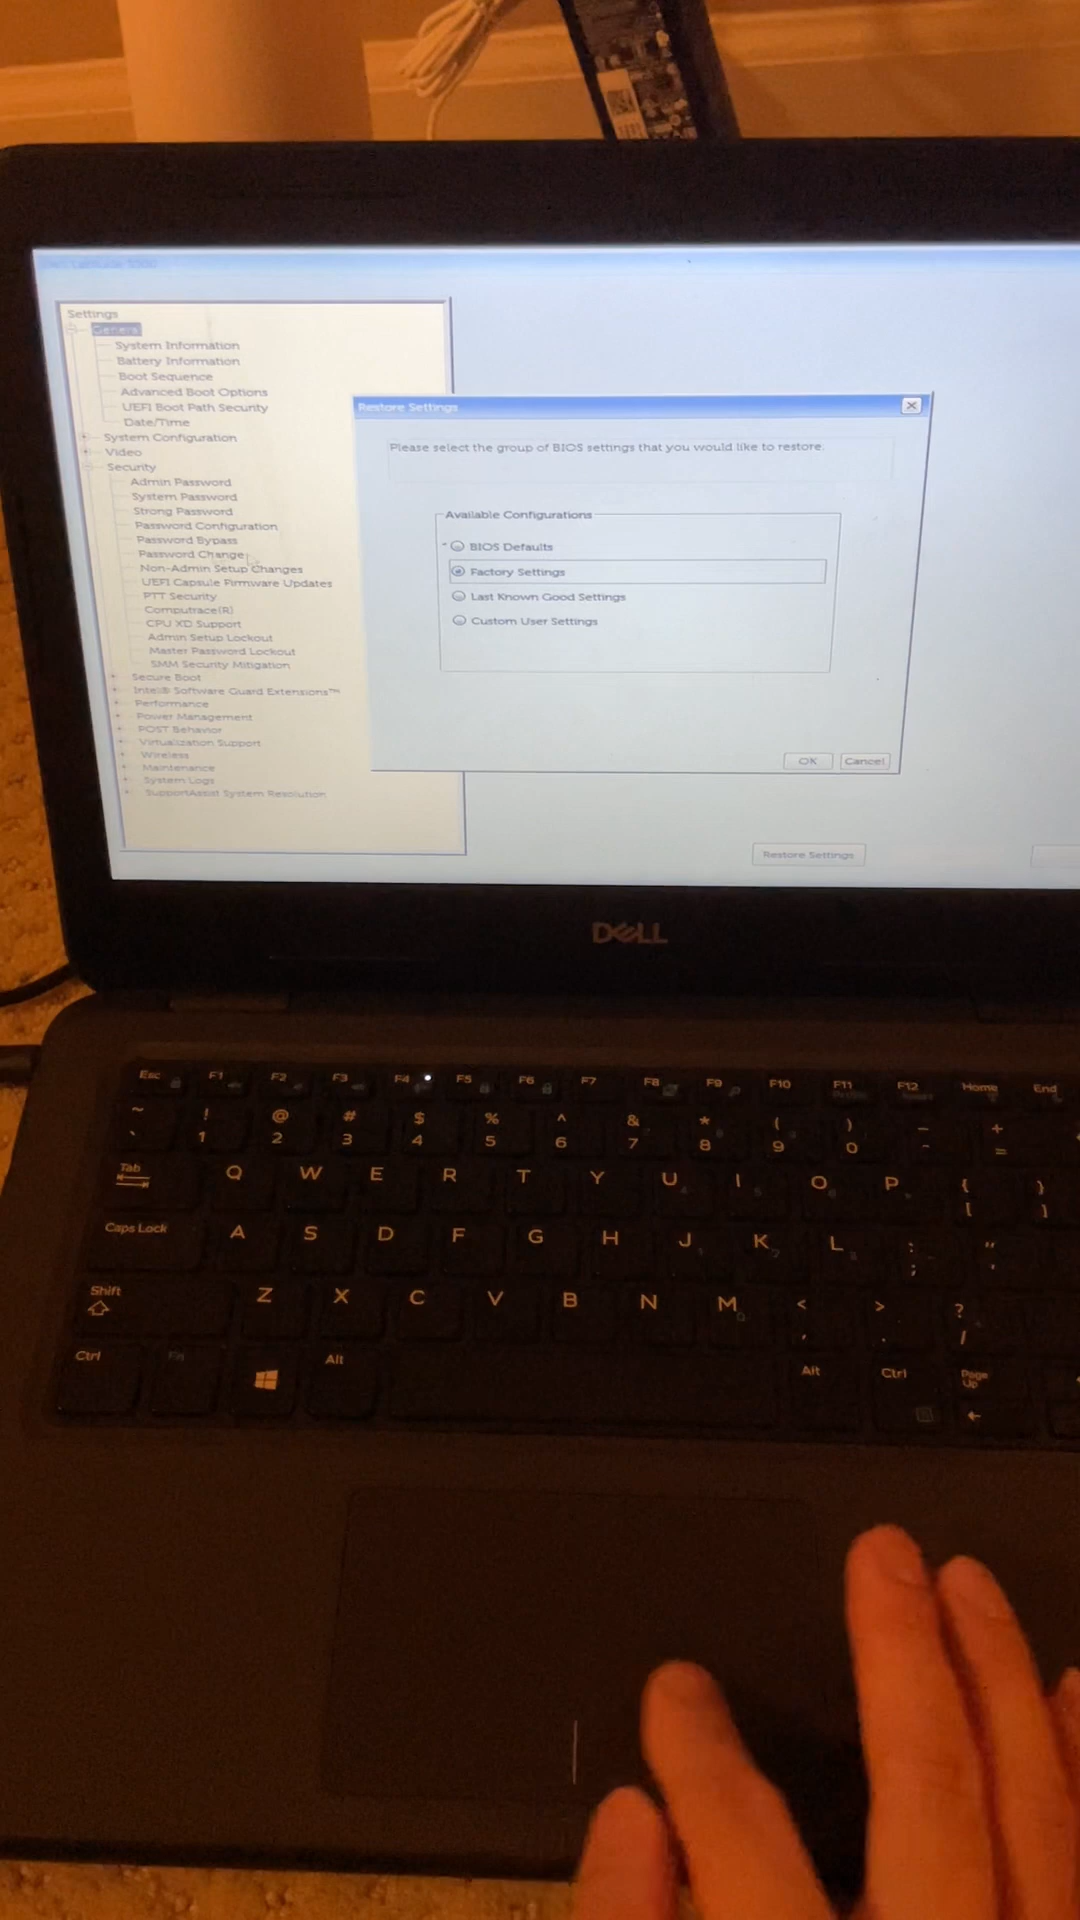 Settings
General
System Information
Battery Information
Boot Sequence
Advanced Boot Options
UEFI Boot Path Security
Date/Time
System Configuration
Video
Security
Admin Password
System Password
Strong Password
Password Configuration
Password Bypass
Password Change
Non-Admin Setup Changes
UEFI Capsule Firmware Updates
PTT Security
Computrace(R)
CPU XD Support
Admin Setup Lockout
Master Password Lockout
SMM Security Mitigation
Secure Boot
Intel® Software Guard Extensions™
Performance
Power Management
POST Behavior
Virtualization Support
Wireless
Maintenance
System Logs
SupportAssist System Resolution
Restore Settings
Please select the group of BIOS settings that you would like to restore.
Available Configurations
BIOS Defaults
Factory Settings
Last Known Good Settings
Custom User Settings
OK Cancel
Restore Settings
DELL
Esc F1 F2 F3 F4 F5 F6 F7 F8 F9 F10 F11 F12 Home End
~ ! @ # $ % ^ & * ( ) _ +
` 1 2 3 4 5 6 7 8 9 0 - =
Tab Q W E R T Y U I O P { }
[ ]
Caps Lock A S D F G H J K L : "
; '
Shift Z X C V B N M < > ?
, . /
Ctrl Fn Alt Alt Ctrl Page Up